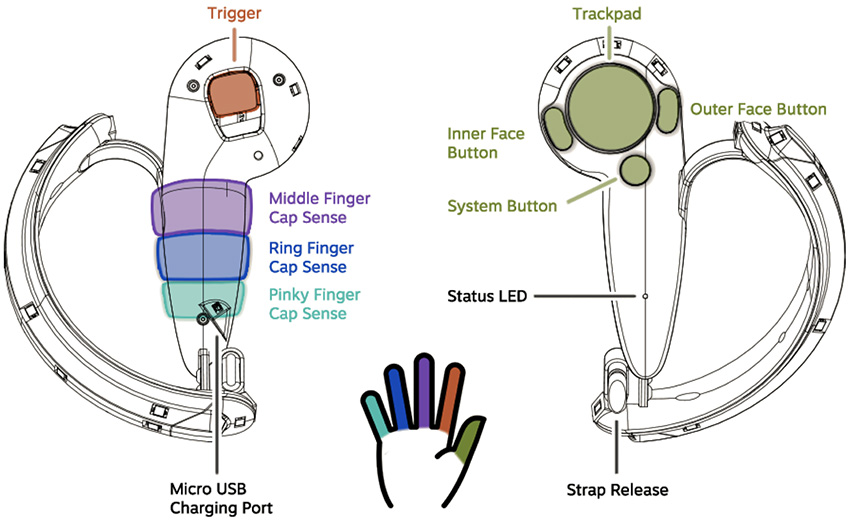 Trigger
Trackpad
Outer Face Button
Inner Face
Button
Middle Finger
Cap Sense
System Button
Ring Finger
Cap Sense
Pinky Finger
Cap Sense
Status LED
Micro USB
Charging Port
Strap Release